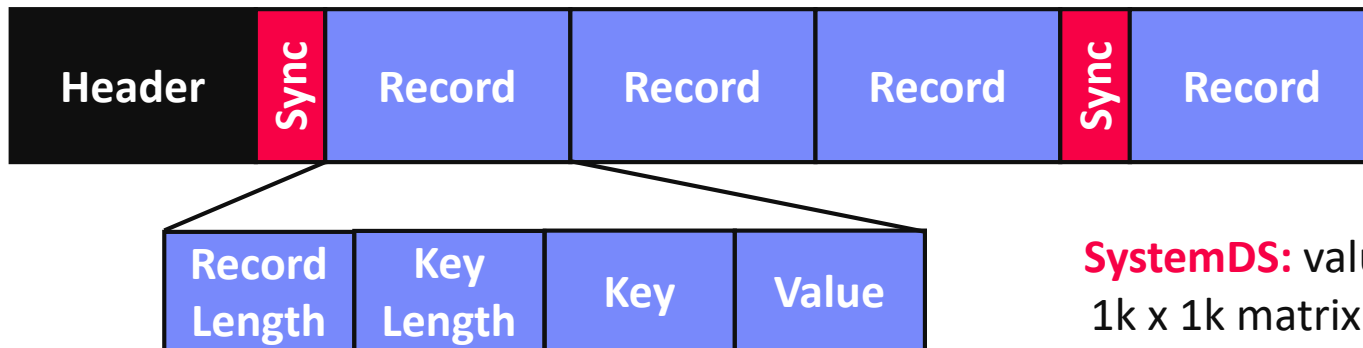 Header Sync Record Record Record Sync Record
Record Key Key Value
Length Length
SystemDS:
1k x 1k matrix